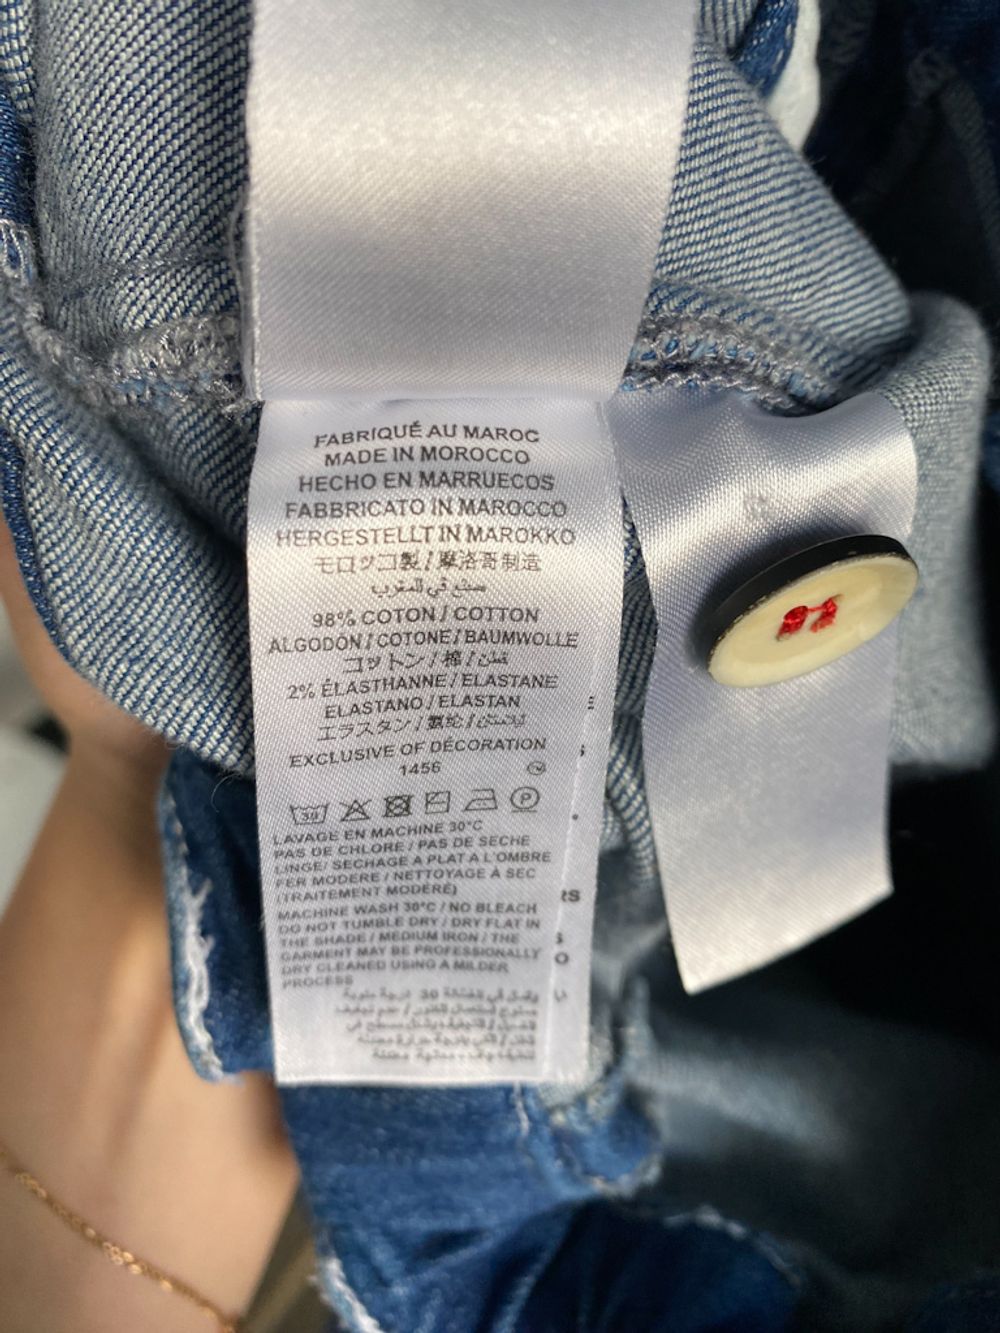 FABRIQUÉ AU MAROC
MADE IN MOROCCO
HECHO EN MARRUECOS
FABBRICATO IN MAROCCO
HERGESTELLT IN MAROKKO
モロッコ製/摩洛哥制造
صنع في المغرب
98% COTON / COTTON
ALGODÓN / COTONE / BAUMWOLLE
コットン/棉/قطن
2% ÉLASTHANNE / ELASTANE
ELASTANO / ELASTAN
エラスタン/氨纶/
EXCLUSIVE OF DÉCORATION
1456
30 P
LAVAGE EN MACHINE 30°C
PAS DE CHLORE / PAS DE SECHE
LINGE/ SECHAGE A PLAT A L'OMBRE
FER MODERE / NETTOYAGE À SEC
(TRAITEMENT MODÉRÉ)
MACHINE WASH 30°C / NO BLEACH
DO NOT TUMBLE DRY / DRY FLAT IN
THE SHADE / MEDIUM IRON / THE
GARMENT MAY BE PROFESSIONALLY
DRY CLEANED USING A MILDER
PROCESS
30